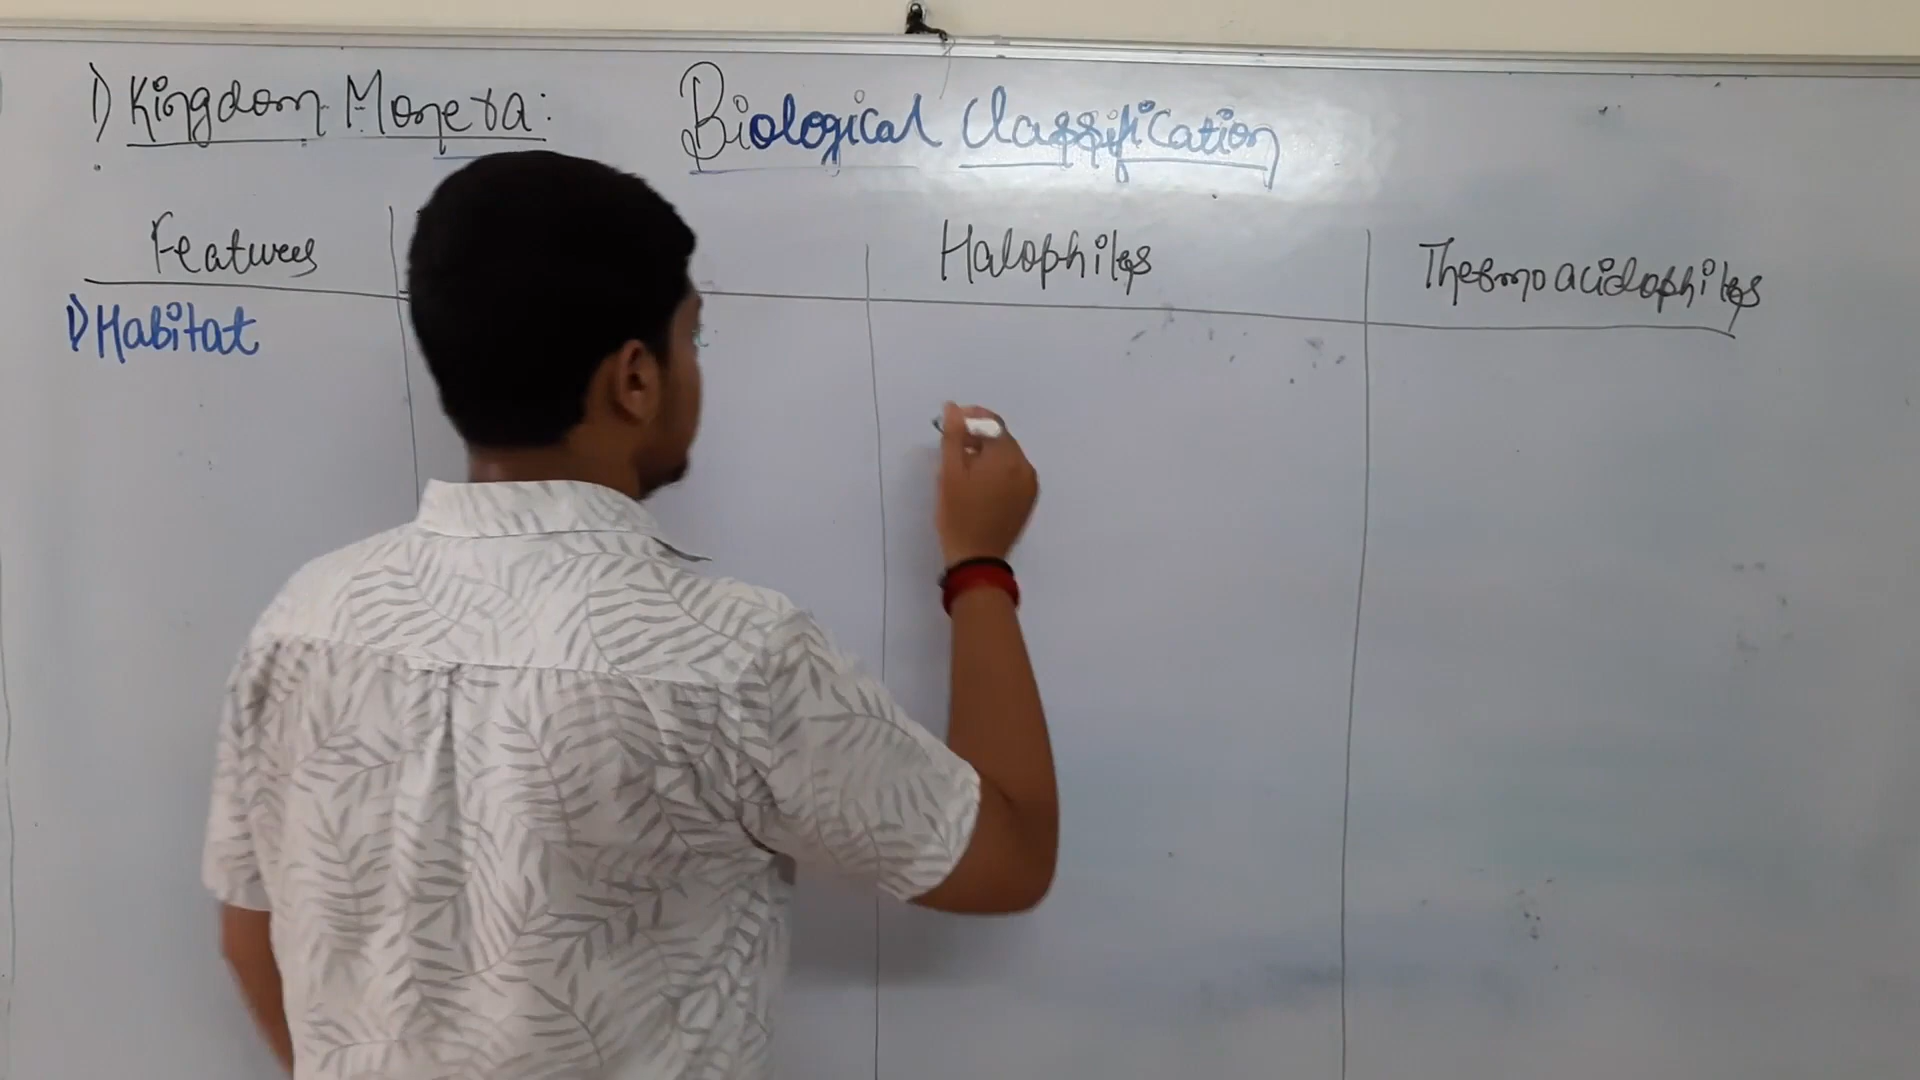 1) Kingdom Monera:
Biological Classification
Features
Halophiles
Thermoacidophiles
1) Habitat